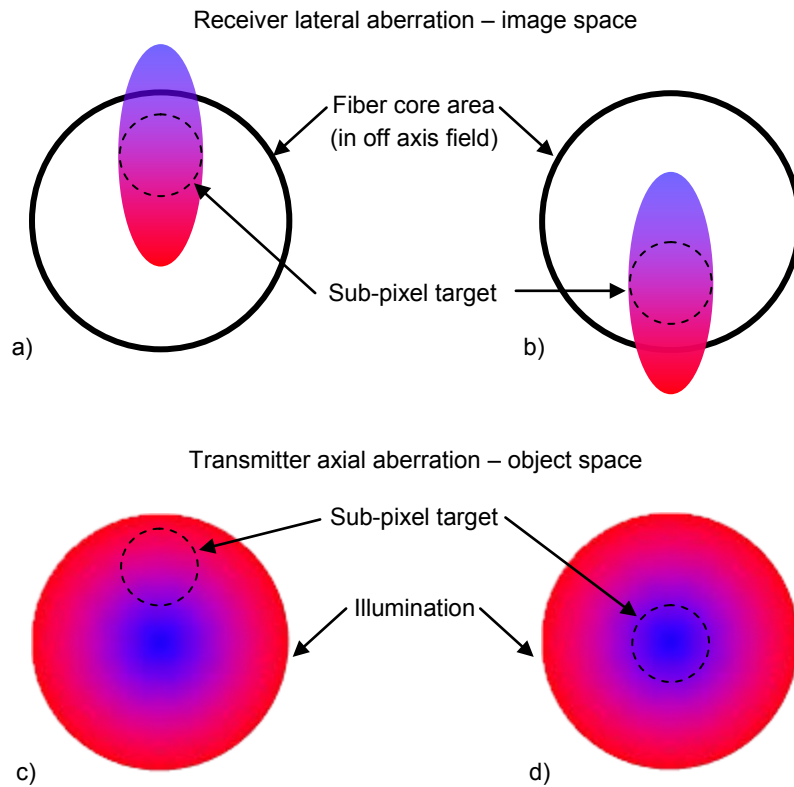 Receiver lateral aberration – image space
Fiber core area
(in off axis field)
Sub-pixel target
a)
b)
Transmitter axial aberration – object space
Sub-pixel target
Illumination
c)
d)